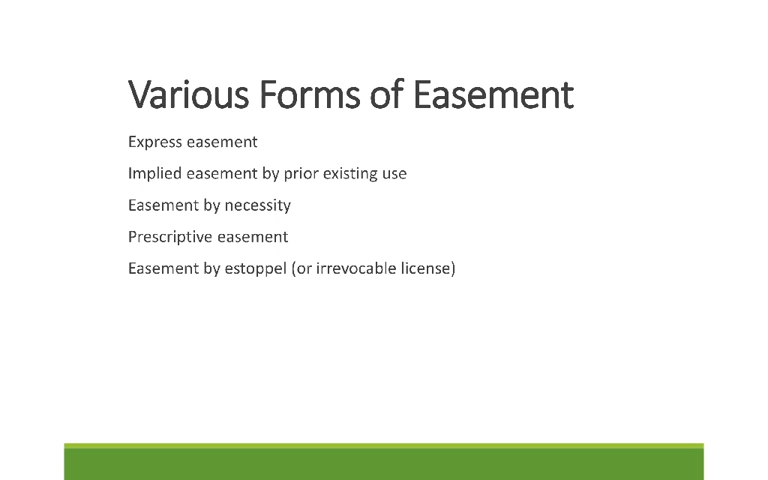 Various Forms of Easement
Express easement
Implied easement by prior existing use
Easement by necessity
Prescriptive easement
Easement by estoppel (or irrevocable license)